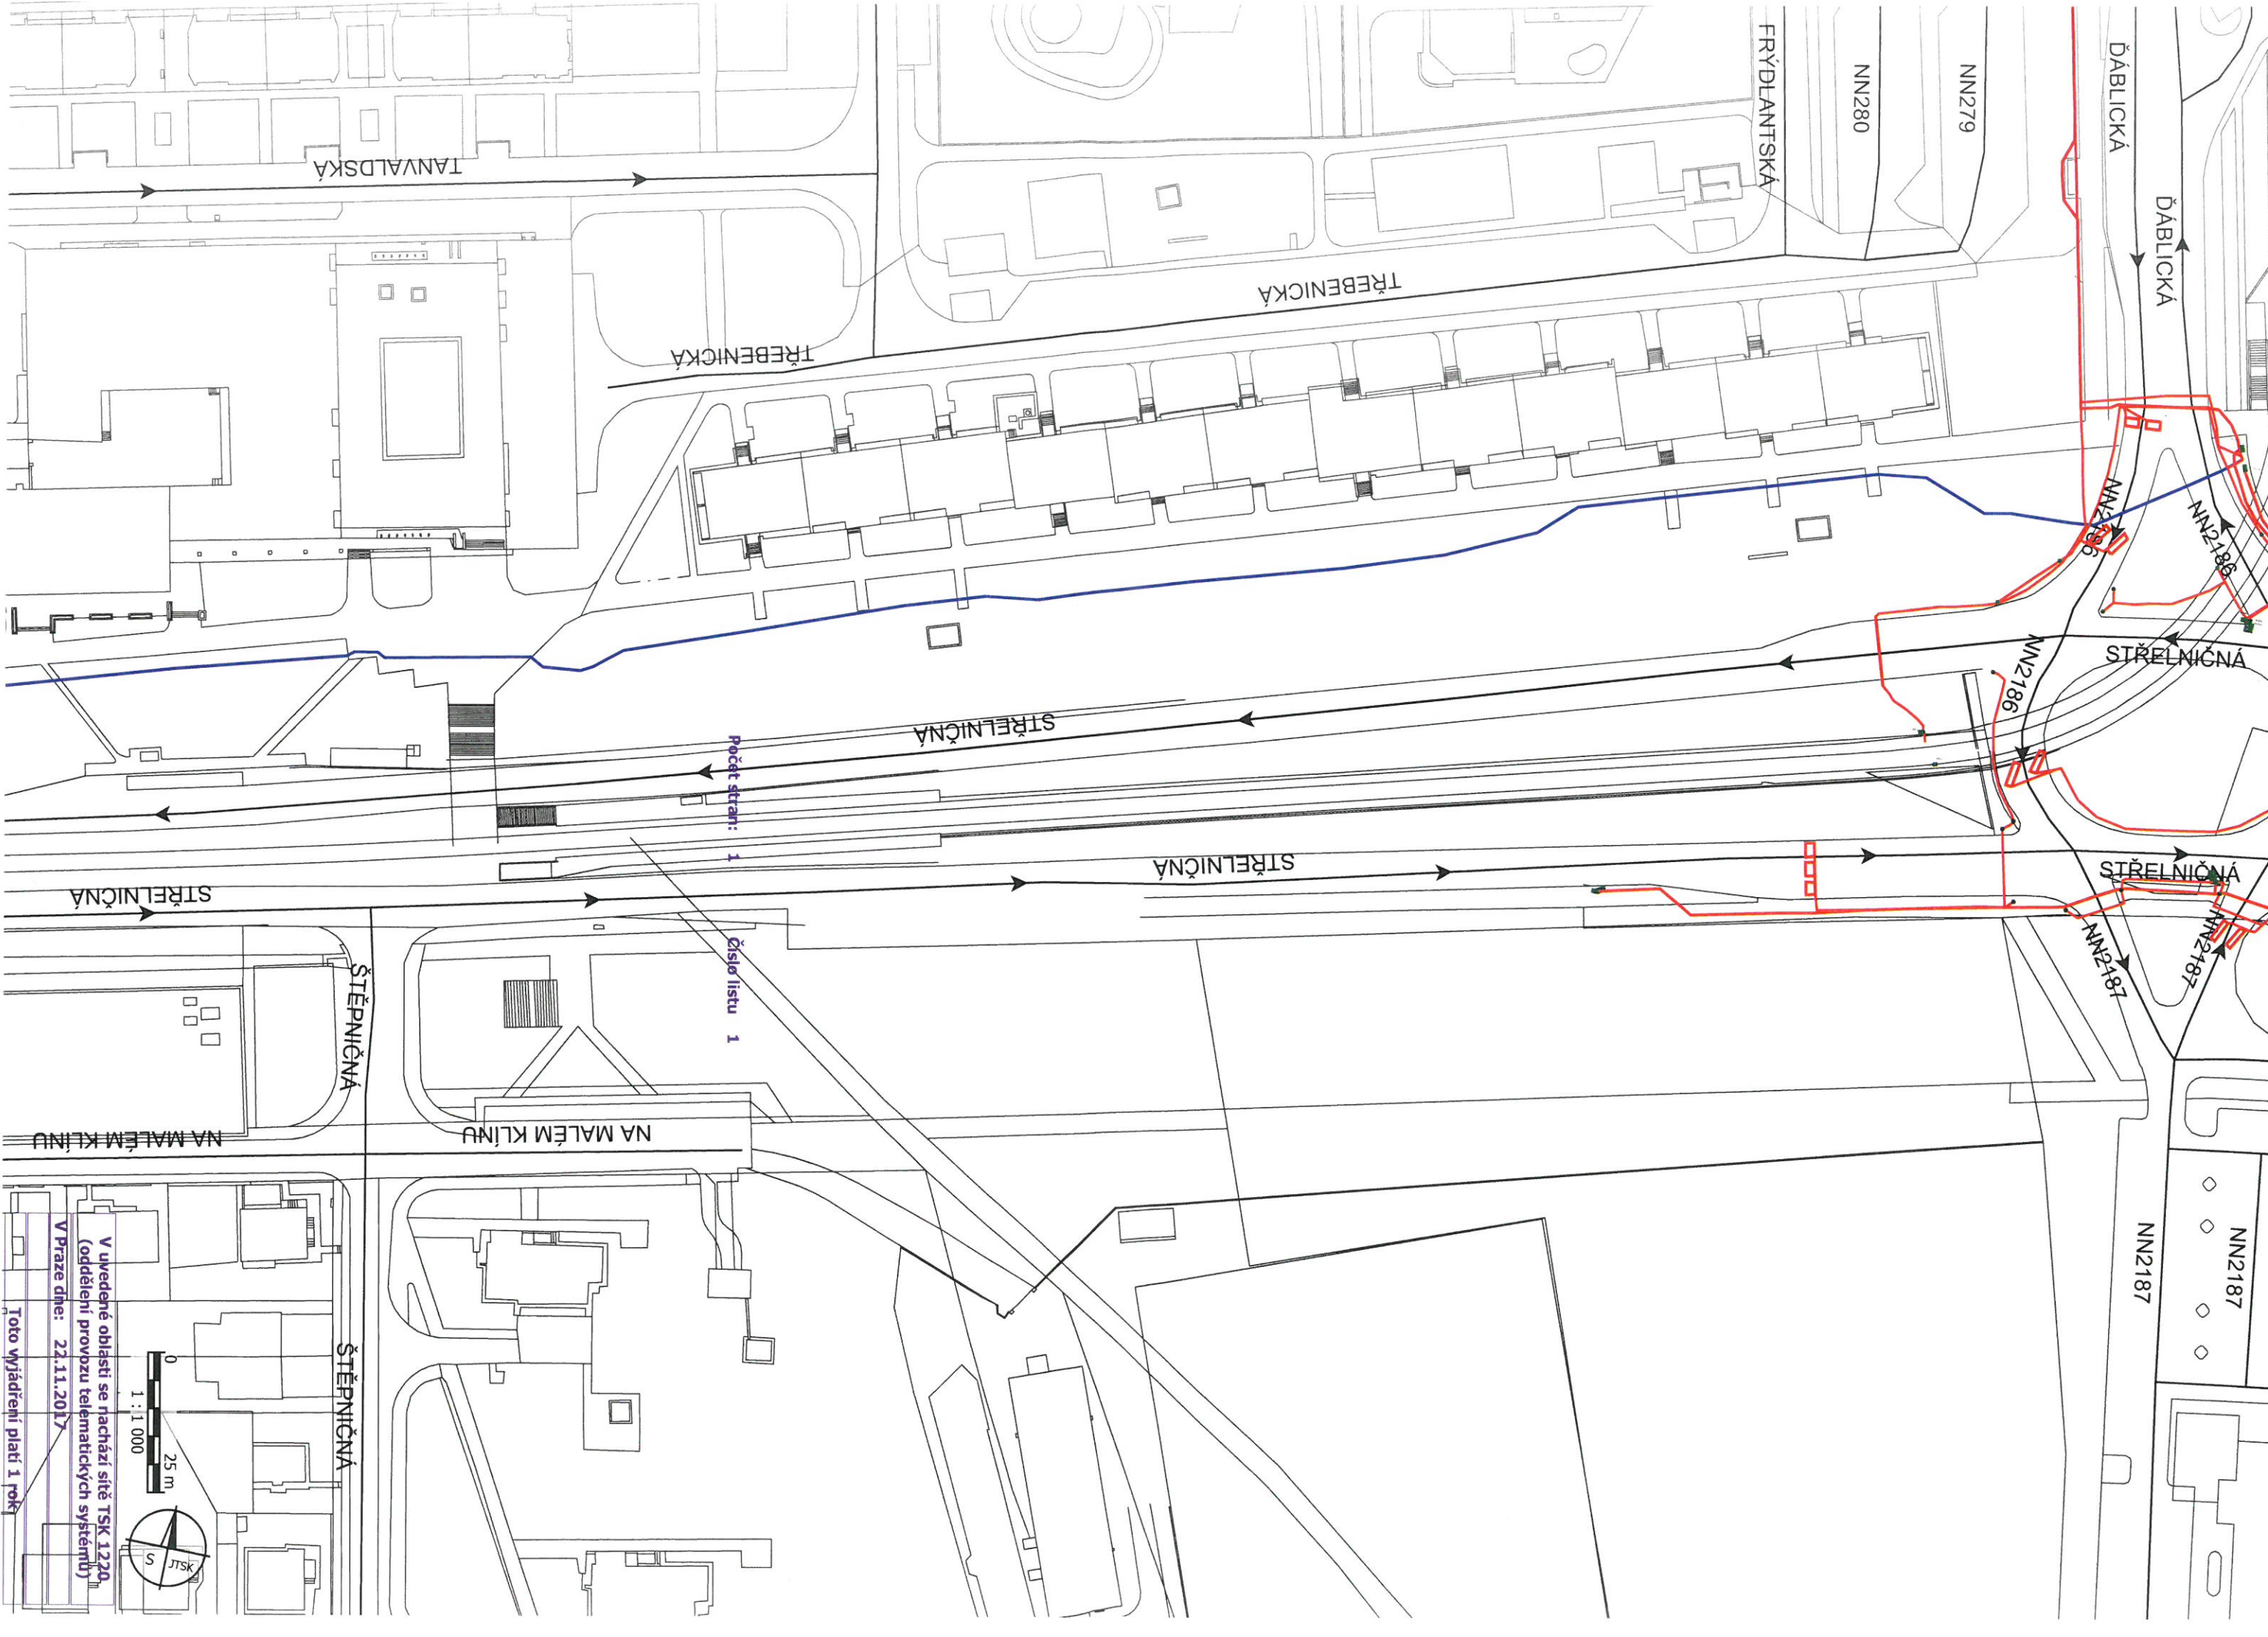 TANVALDSKÁ
FRÝDLANTSKÁ
NN280
NN279
ĎÁBLICKÁ
ĎÁBLICKÁ
TŘEBENICKÁ
TŘEBENICKÁ
NN2186
NN2186
NN2186
STŘELNIČNÁ
STŘELNIČNÁ
STŘELNIČNÁ
STŘELNIČNÁ
STŘELNIČNÁ
Počet stran: 1 Číslo listu 1
NN2187
NN2187
ŠTĚPNIČNÁ
NA MALÉM KLÍNU
NA MALÉM KLÍNU
NN2187
NN2187
ŠTĚPNIČNÁ
V uvedené oblasti se nachází sítě TSK 1220
(oddělení provozu telematických systémů)
V Praze dne: 22.11.2017
Toto vyjádření platí 1 rok
0 25 m
1 : 1 000
S JTSK